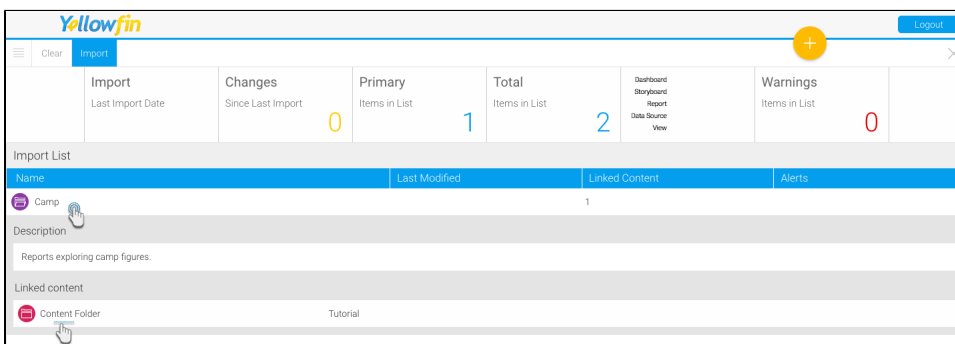 Yellowfin
Logout
Clear
Import
+
Import
Last Import Date
Changes
Since Last Import
0
Primary
Items in List
1
Total
Items in List
2
Dashboard
Storyboard
Report
Data Source
View
Warnings
Items in List
0
Import List
Name Last Modified Linked Content Alerts
Camp 1
Description
Reports exploring camp figures.
Linked content
Content Folder Tutorial